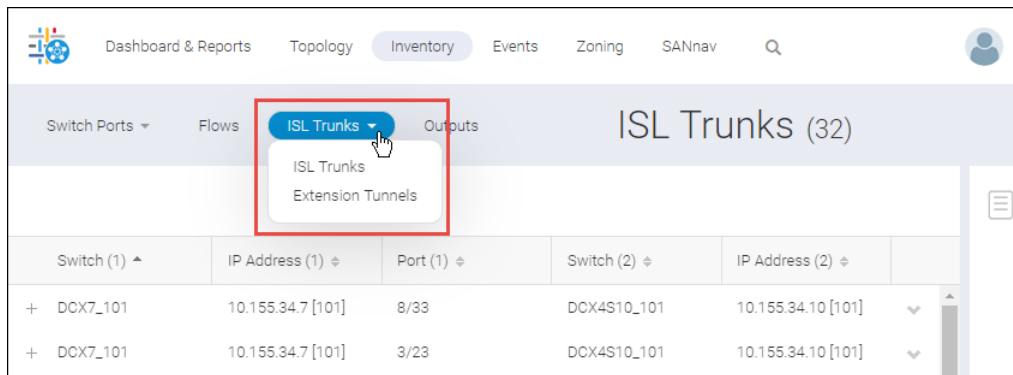 Dashboard & Reports Topology Inventory Events Zoning SANnav
Switch Ports Flows ISL Trunks Outputs ISL Trunks (32)
ISL Trunks
Extension Tunnels
Switch (1) IP Address (1) Port (1) Switch (2) IP Address (2)
+ DCX7_101 10.155.34.7 [101] 8/33 DCX4S10_101 10.155.34.10 [101]
+ DCX7_101 10.155.34.7 [101] 3/23 DCX4S10_101 10.155.34.10 [101]